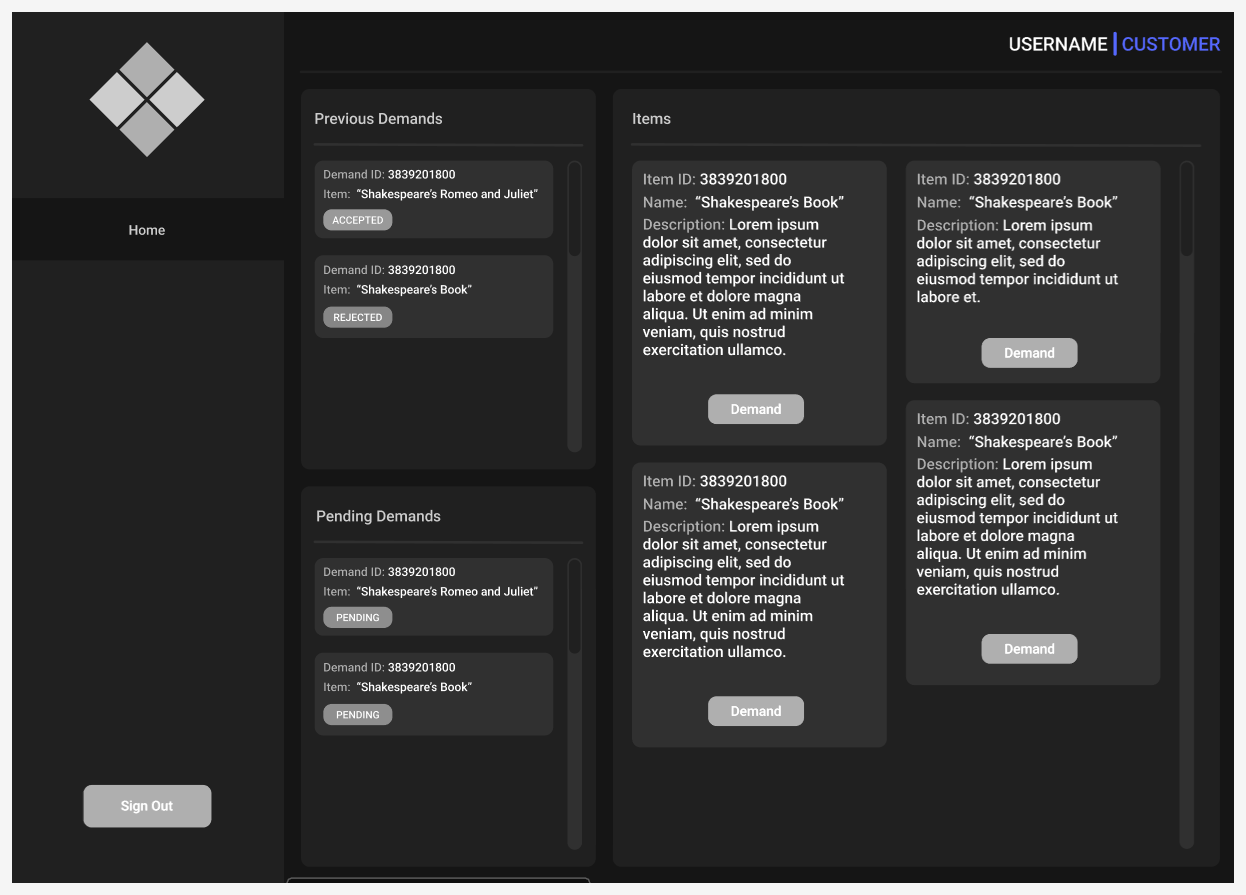 USERNAME
CUSTOMER
Home
Sign Out
Previous Demands
Demand ID: 3839201800
Item: “Shakespeare’s Romeo and Juliet”
ACCEPTED
Demand ID: 3839201800
Item: “Shakespeare’s Book”
REJECTED
Pending Demands
Demand ID: 3839201800
Item: “Shakespeare’s Romeo and Juliet”
PENDING
Demand ID: 3839201800
Item: “Shakespeare’s Book”
PENDING
Items
Item ID: 3839201800
Name: “Shakespeare’s Book”
Description: Lorem ipsum
dolor sit amet, consectetur
adipiscing elit, sed do
eiusmod tempor incididunt ut
labore et dolore magna
aliqua. Ut enim ad minim
veniam, quis nostrud
exercitation ullamco.
Demand
Item ID: 3839201800
Name: “Shakespeare’s Book”
Description: Lorem ipsum
dolor sit amet, consectetur
adipiscing elit, sed do
eiusmod tempor incididunt ut
labore et dolore magna
aliqua. Ut enim ad minim
veniam, quis nostrud
exercitation ullamco.
Demand
Item ID: 3839201800
Name: “Shakespeare’s Book”
Description: Lorem ipsum
dolor sit amet, consectetur
adipiscing elit, sed do
eiusmod tempor incididunt ut
labore et.
Demand
Item ID: 3839201800
Name: “Shakespeare’s Book”
Description: Lorem ipsum
dolor sit amet, consectetur
adipiscing elit, sed do
eiusmod tempor incididunt ut
labore et dolore magna
aliqua. Ut enim ad minim
veniam, quis nostrud
exercitation ullamco.
Demand